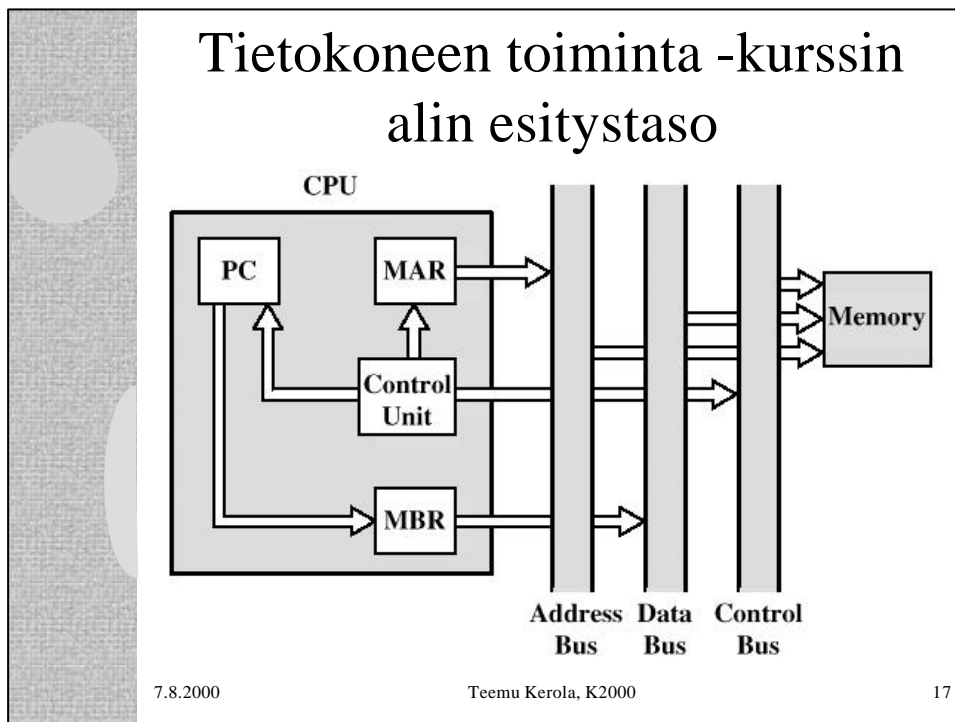 Tietokoneen toiminta -kurssin
alin esitystaso
CPU
PC
MAR
Memory
Control
Unit
MBR
Address Data Control
Bus Bus Bus
7.8.2000 Teemu Kerola, K2000 17